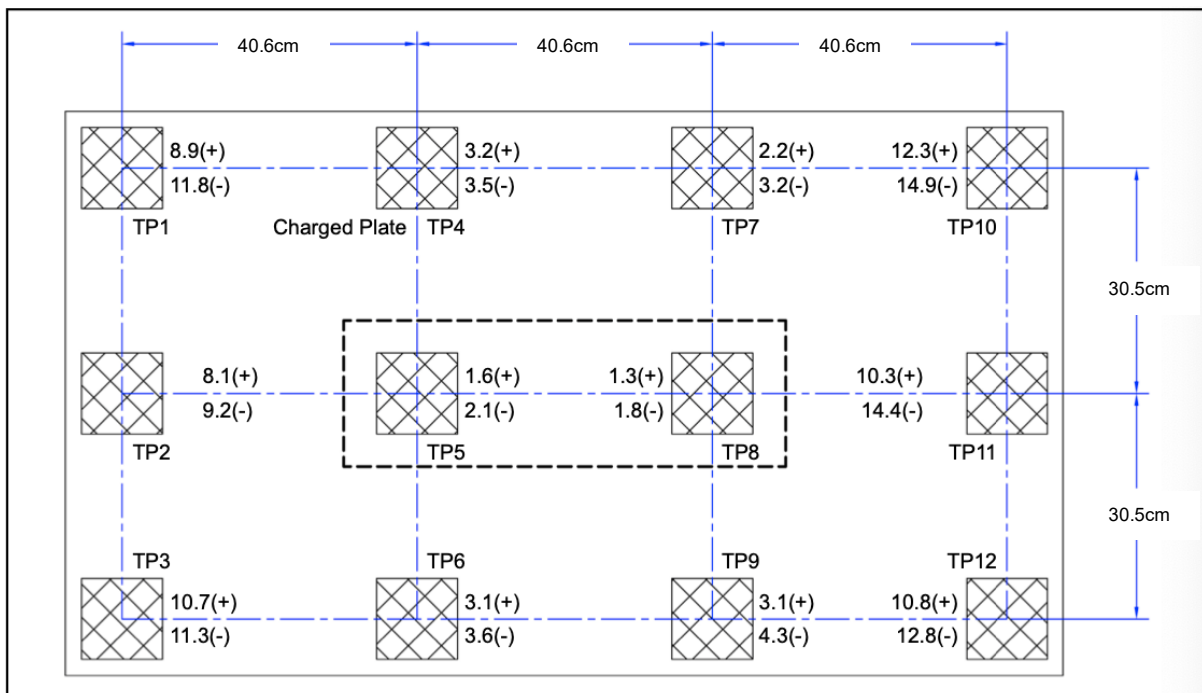 40.6cm 40.6cm 40.6cm
8.9(+) 3.2(+) 2.2(+) 12.3(+)
11.8(-) 3.5(-) 3.2(-) 14.9(-)
TP1 Charged Plate TP4 TP7 TP10
30.5cm
8.1(+) 1.6(+) 1.3(+) 10.3(+)
9.2(-) 2.1(-) 1.8(-) 14.4(-)
TP2 TP5 TP8 TP11
30.5cm
TP3 TP6 TP9 TP12
10.7(+) 3.1(+) 3.1(+) 10.8(+)
11.3(-) 3.6(-) 4.3(-) 12.8(-)